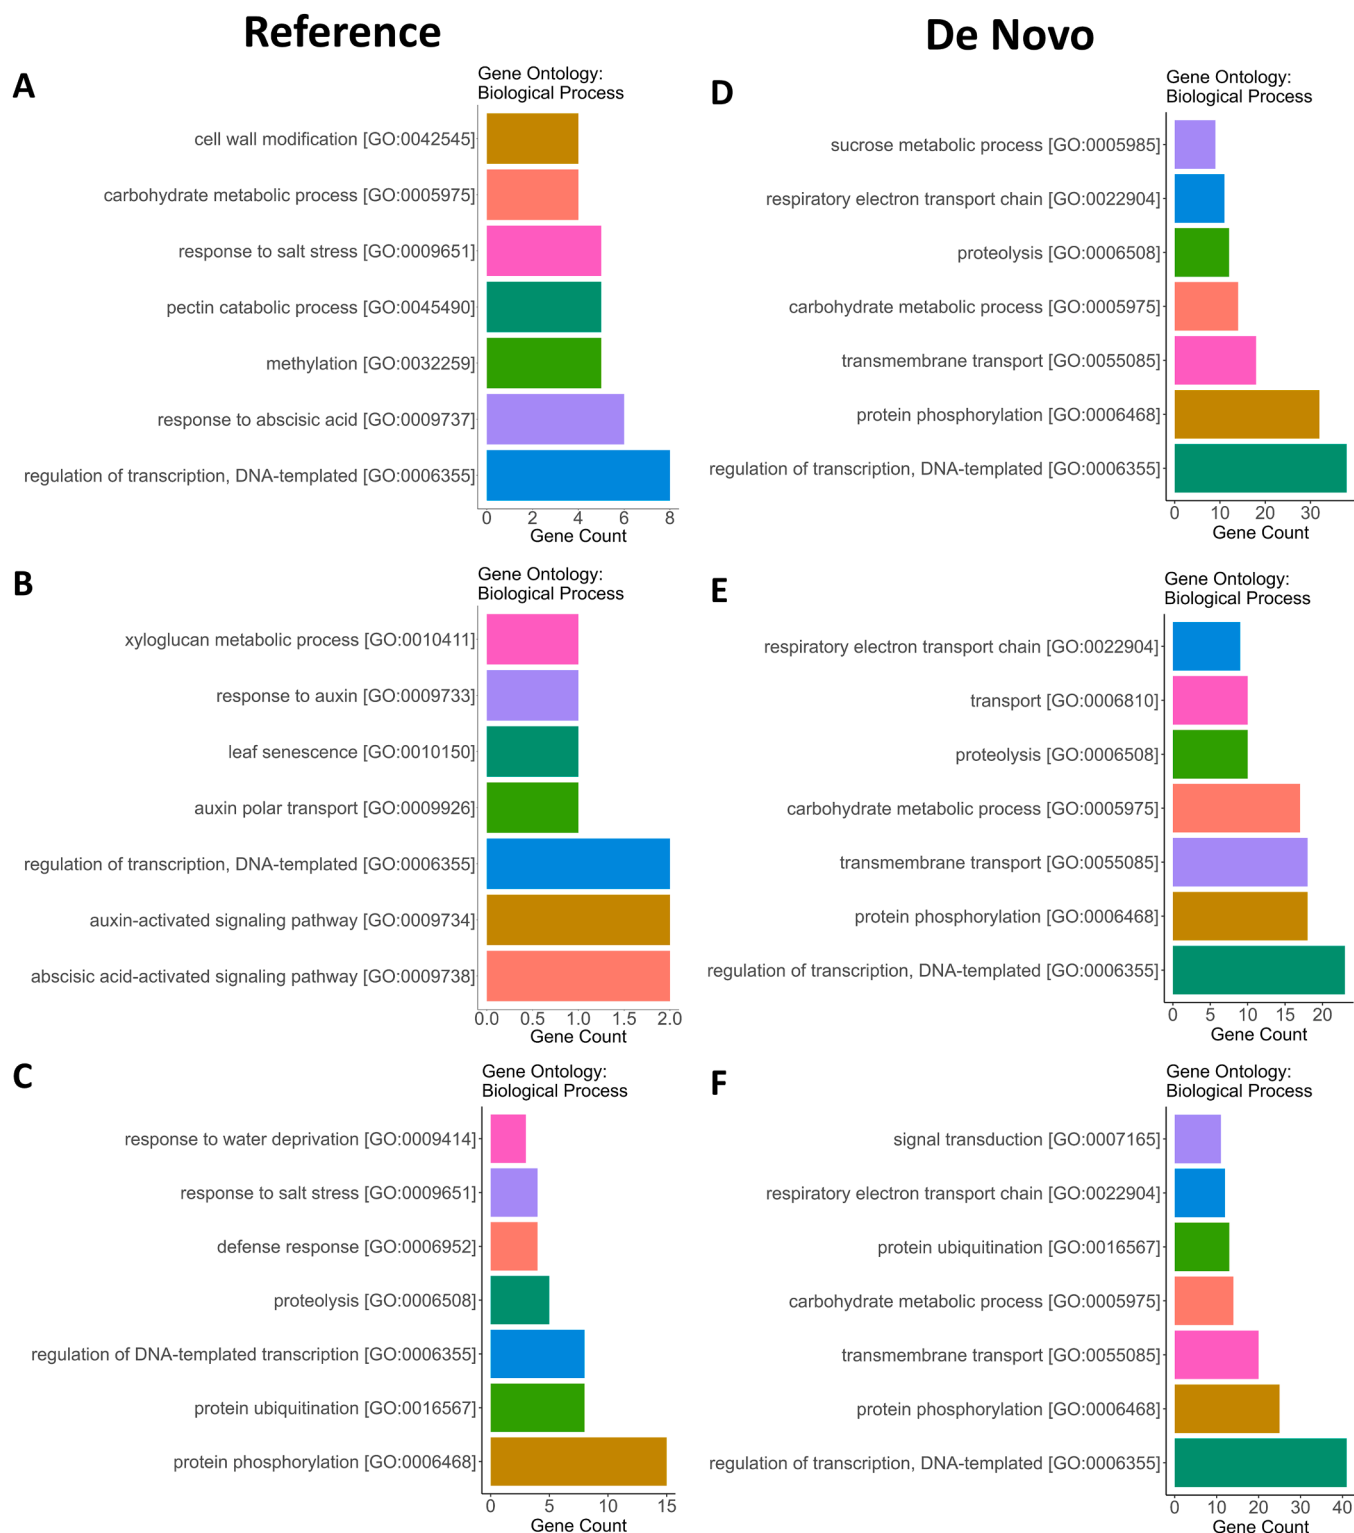 Reference
De Novo
A
Gene Ontology:
Biological Process
cell wall modification [GO:0042545]
carbohydrate metabolic process [GO:0005975]
response to salt stress [GO:0009651]
pectin catabolic process [GO:0045490]
methylation [GO:0032259]
response to abscisic acid [GO:0009737]
regulation of transcription, DNA-templated [GO:0006355]
0 2 4 6 8
Gene Count
D
Gene Ontology:
Biological Process
sucrose metabolic process [GO:0005985]
respiratory electron transport chain [GO:0022904]
proteolysis [GO:0006508]
carbohydrate metabolic process [GO:0005975]
transmembrane transport [GO:0055085]
protein phosphorylation [GO:0006468]
regulation of transcription, DNA-templated [GO:0006355]
0 10 20 30
Gene Count
B
Gene Ontology:
Biological Process
xyloglucan metabolic process [GO:0010411]
response to auxin [GO:0009733]
leaf senescence [GO:0010150]
auxin polar transport [GO:0009926]
regulation of transcription, DNA-templated [GO:0006355]
auxin-activated signaling pathway [GO:0009734]
abscisic acid-activated signaling pathway [GO:0009738]
0.0 0.5 1.0 1.5 2.0
Gene Count
E
Gene Ontology:
Biological Process
respiratory electron transport chain [GO:0022904]
transport [GO:0006810]
proteolysis [GO:0006508]
carbohydrate metabolic process [GO:0005975]
transmembrane transport [GO:0055085]
protein phosphorylation [GO:0006468]
regulation of transcription, DNA-templated [GO:0006355]
0 5 10 15 20
Gene Count
C
Gene Ontology:
Biological Process
response to water deprivation [GO:0009414]
response to salt stress [GO:0009651]
defense response [GO:0006952]
proteolysis [GO:0006508]
regulation of DNA-templated transcription [GO:0006355]
protein ubiquitination [GO:0016567]
protein phosphorylation [GO:0006468]
0 5 10 15
Gene Count
F
Gene Ontology:
Biological Process
signal transduction [GO:0007165]
respiratory electron transport chain [GO:0022904]
protein ubiquitination [GO:0016567]
carbohydrate metabolic process [GO:0005975]
transmembrane transport [GO:0055085]
protein phosphorylation [GO:0006468]
regulation of transcription, DNA-templated [GO:0006355]
0 10 20 30 40
Gene Count